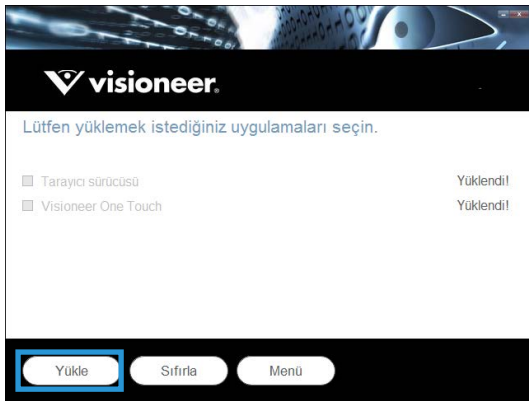 visioneer®
Lütfen yüklemek istediğiniz uygulamaları seçin.
Tarayıcı sürücüsü Yüklendi!
Visioneer One Touch Yüklendi!
Yükle Sıfırla Menü